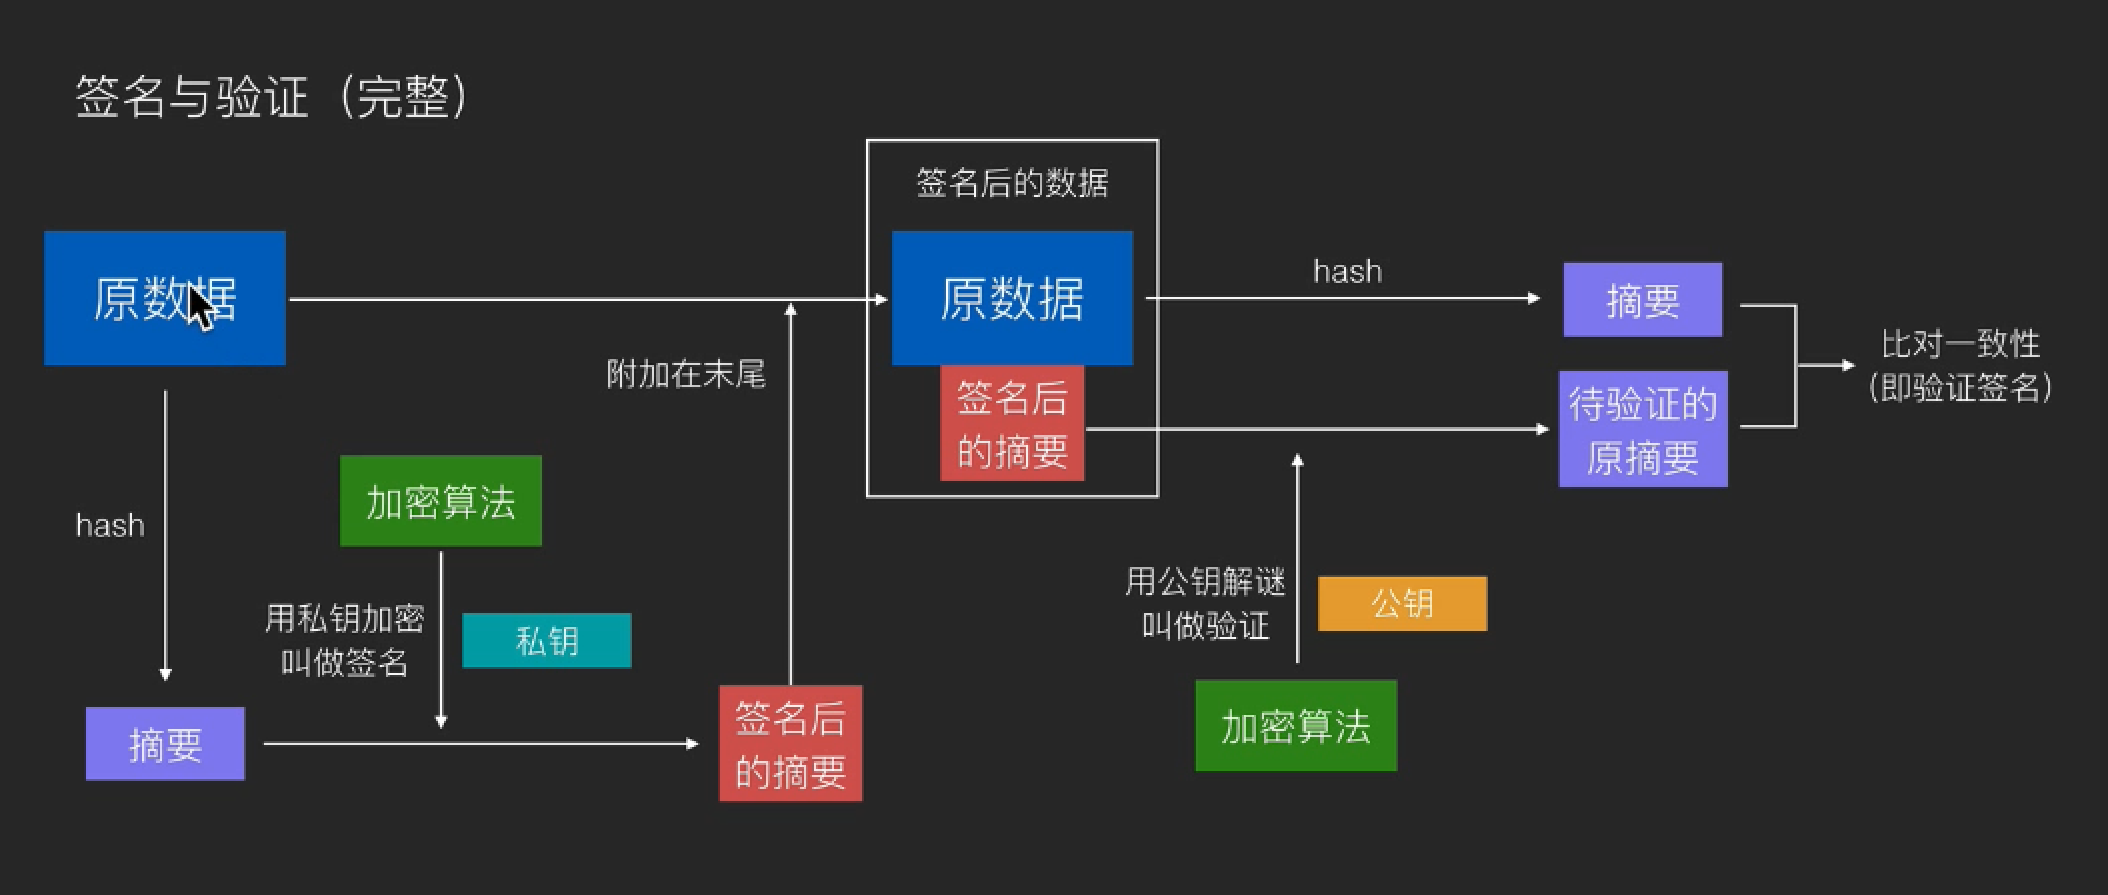 签名与验证（完整）
签名后的数据
原数据
原数据
hash
摘要
附加在末尾
签名后
的摘要
待验证的
原摘要
比对一致性
（即验证签名）
hash
加密算法
用私钥加密
叫做签名
私钥
用公钥解谜
叫做验证
公钥
摘要
签名后
的摘要
加密算法